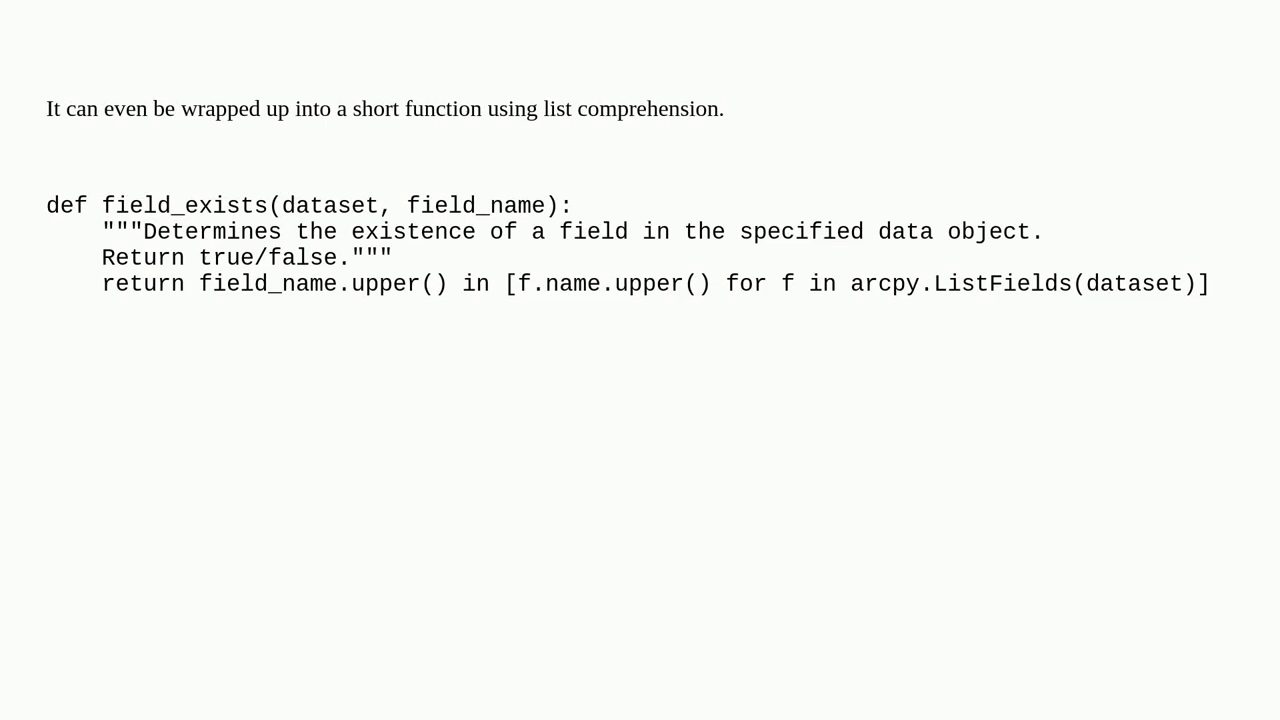 It can even be wrapped up into a short function using list comprehension.
def field_exists(dataset, field_name):
    """Determines the existence of a field in the specified data object.
    Return true/false."""
    return field_name.upper() in [f.name.upper() for f in arcpy.ListFields(dataset)]